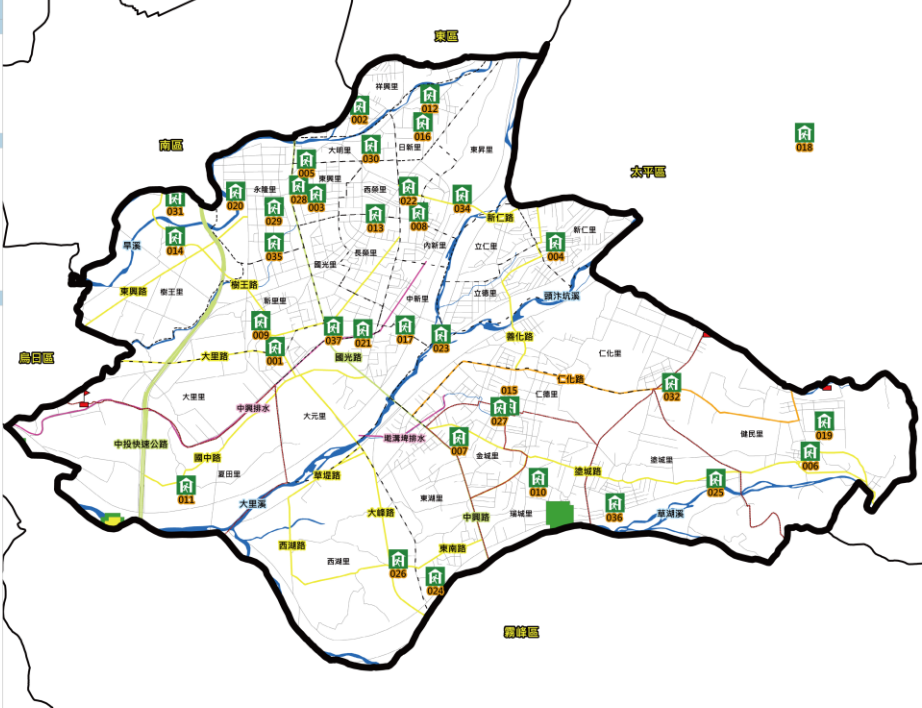 東區
祥興里
002
012
016
南區
大明里
030
日新里
東昇里
018
005
太平區
永隆里
東興里
西榮里
031
020
028
003
022
034
029
013
008
新仁路
014
旱溪
035
內新里
立仁里
004
新仁里
長榮里
國光里
樹王路
東興路
樹王里
立德里
頭汴坑溪
新里里
中新里
009
037
021
017
023
善化路
烏日區
大里路
001
國光路
仁化里
仁化路
032
大里里
015
仁德里
中興排水
大元里
027
019
中投快速公路
007
健民里
國中路
金城里
006
塗城里
夏田里
草堤路
塗城路
011
010
025
大里溪
東湖里
036
大峰路
中興路
瑞城里
草湖溪
西湖路
東南路
西湖里
026
024
霧峰區